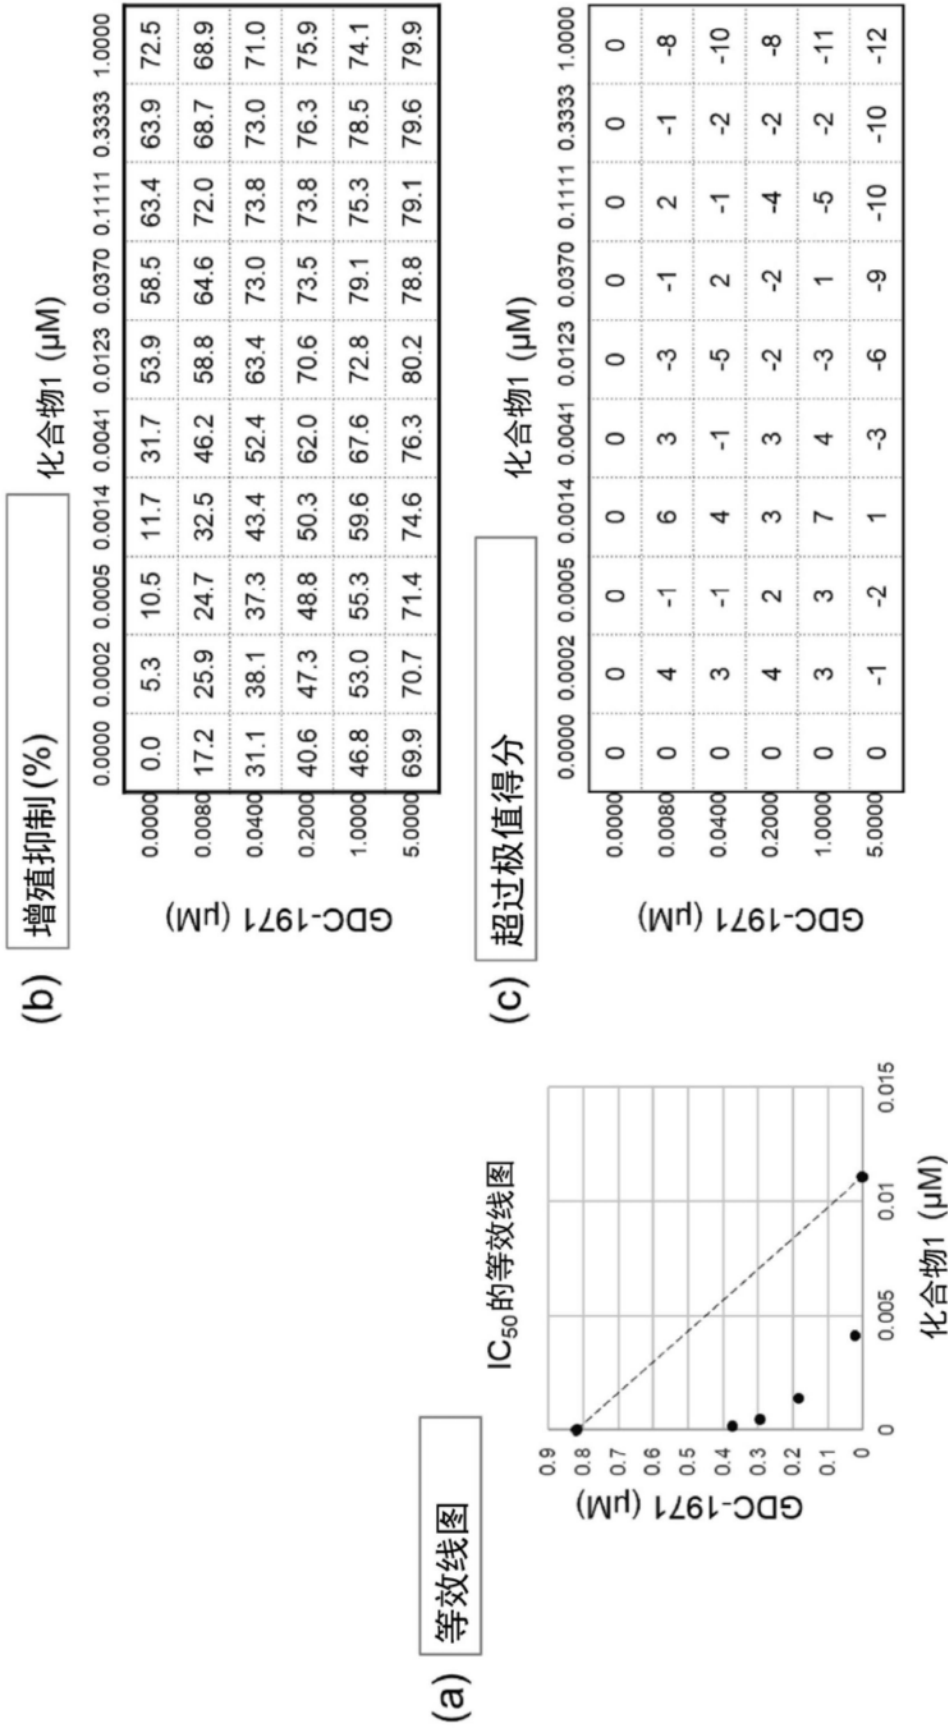 (a) 等效线图
IC50的等效线图
GDC-1971 (μM)
0.9
0.8
0.7
0.6
0.5
0.4
0.3
0.2
0.1
0
0 0.005 0.01 0.015
化合物1 (μM)
(b) 增殖抑制 (%)
化合物1 (μM)
0.0000 0.0002 0.0005 0.0014 0.0041 0.0123 0.0370 0.1111 0.3333 1.0000
GDC-1971 (μM)
0.0000 0.0 5.3 10.5 11.7 31.7 53.9 58.5 63.4 63.9 72.5
0.0080 17.2 25.9 24.7 32.5 46.2 58.8 64.6 72.0 68.7 68.9
0.0400 31.1 38.1 37.3 43.4 52.4 63.4 73.0 73.8 73.0 71.0
0.2000 40.6 47.3 48.8 50.3 62.0 70.6 73.5 73.8 76.3 75.9
1.0000 46.8 53.0 55.3 59.6 67.6 72.8 79.1 75.3 78.5 74.1
5.0000 69.9 70.7 71.4 74.6 76.3 80.2 78.8 79.1 79.6 79.9
(c) 超过极值得分
化合物1 (μM)
0.0000 0.0002 0.0005 0.0014 0.0041 0.0123 0.0370 0.1111 0.3333 1.0000
GDC-1971 (μM)
0.0000 0 0 0 0 0 0 0 0 0 0
0.0080 0 4 -1 6 3 -3 -1 2 -1 -8
0.0400 0 3 -1 4 -1 -5 2 -1 -2 -10
0.2000 0 4 2 3 3 -2 -2 -4 -2 -8
1.0000 0 3 3 7 4 -3 1 -5 -2 -11
5.0000 0 -1 -2 1 -3 -6 -9 -10 -10 -12